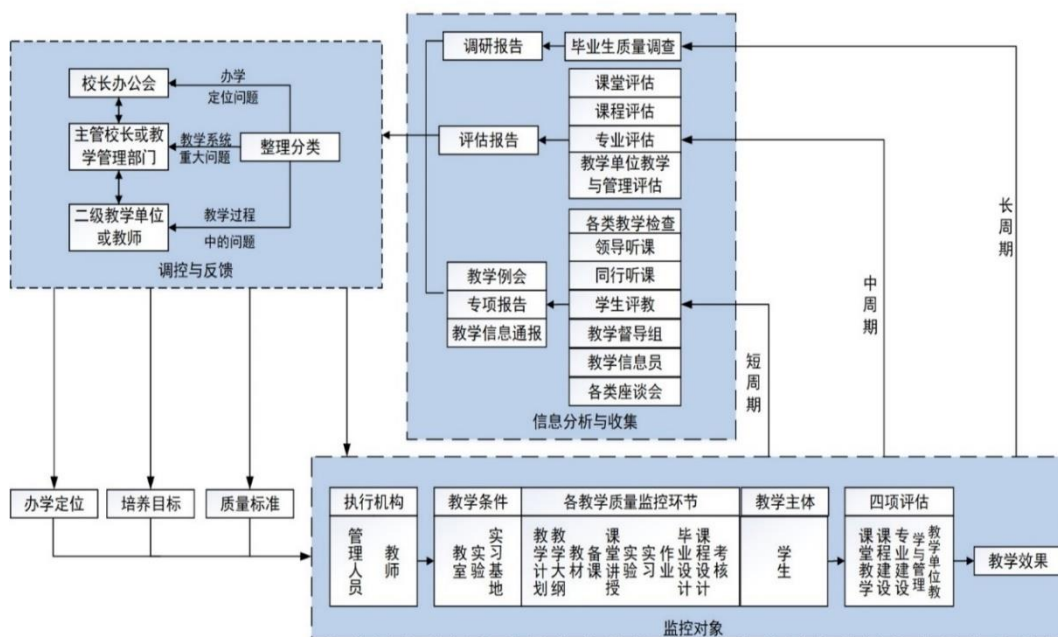 校长办公会
主管校长或教
学管理部门
二级教学单位
或教师
办学
定位问题
教学系统
重大问题
教学过程
中的问题
整理分类
调控与反馈
调研报告
毕业生质量调查
评估报告
课堂评估
课程评估
专业评估
教学单位教学
与管理评估
教学例会
专项报告
教学信息通报
各类教学检查
领导听课
同行听课
学生评教
教学督导组
教学信息员
各类座谈会
信息分析与收集
短周期
中周期
长周期
办学定位
培养目标
质量标准
执行机构
管理人员
教师
教学条件
教室
实验
实习基地
各教学质量监控环节
教学计划
教学大纲
教材
备课
课堂讲授
实验
实习
作业
毕业设计
课程设计
考核
教学主体
学生
四项评估
课堂教学
课程建设
专业建设
学与管理
教学单位教
教学效果
监控对象